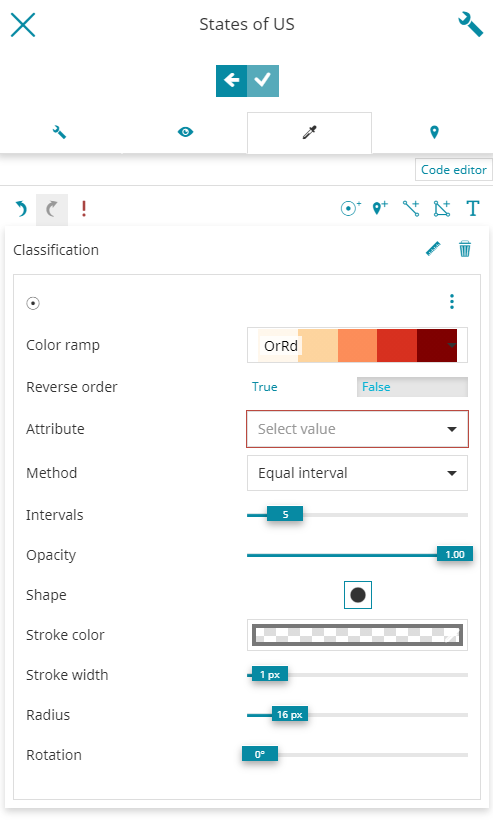 States of US
Code editor
T
Classification
Color ramp OrRd
Reverse order True False
Attribute Select value
Method Equal interval
Intervals 5
Opacity 1.00
Shape
Stroke color
Stroke width 1 px
Radius 16 px
Rotation 0°